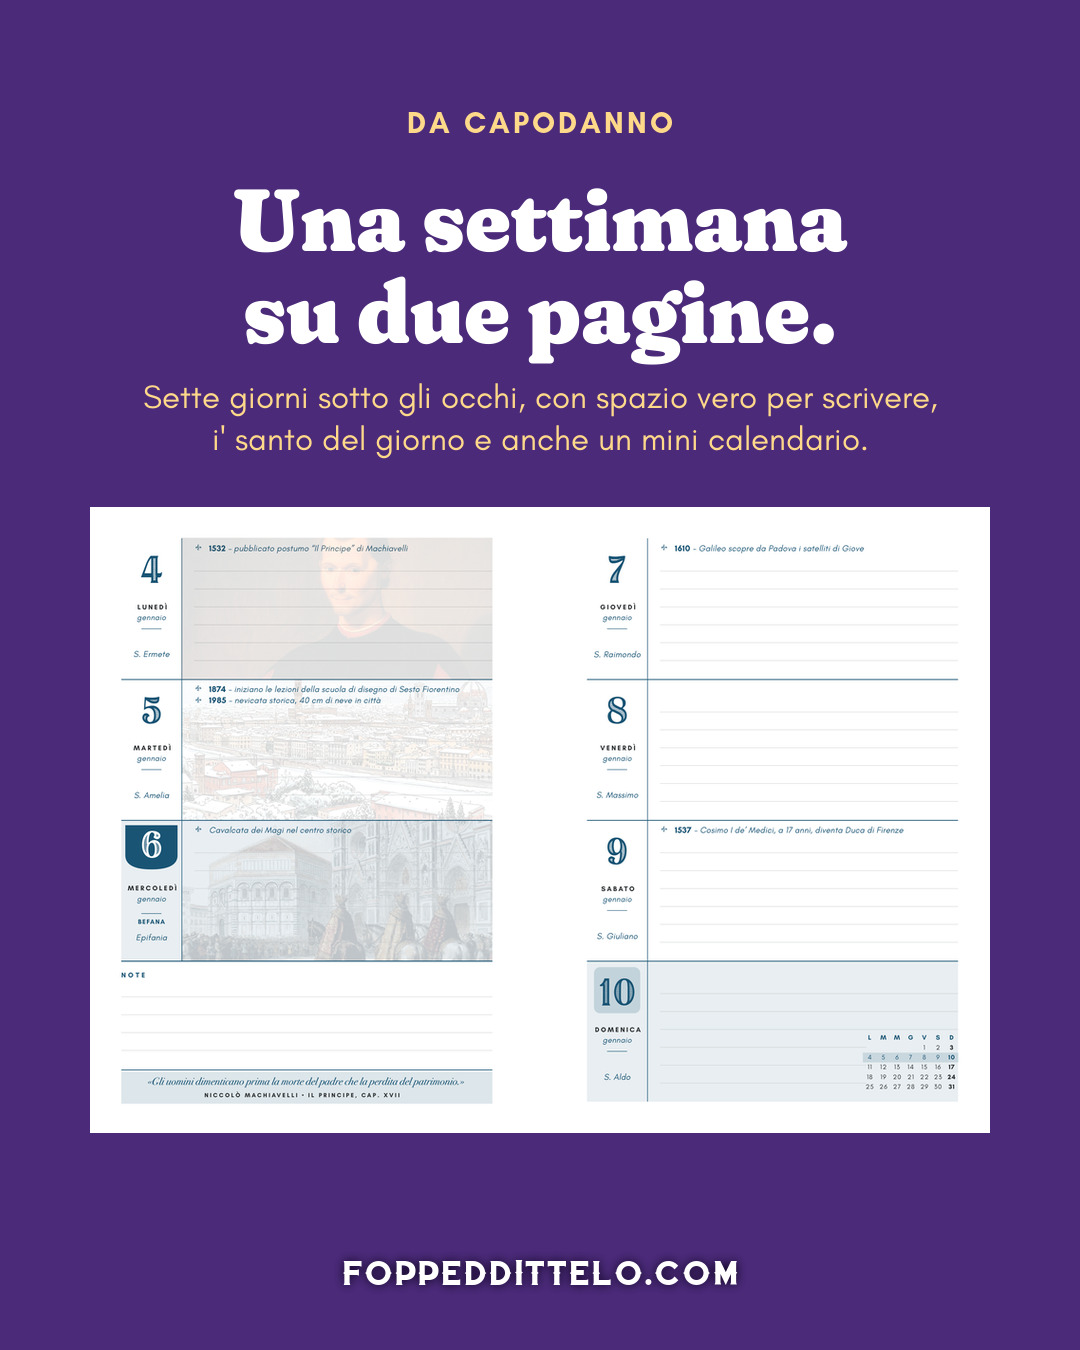 DA CAPODANNO
Una settimana
su due pagine.
Sette giorni sotto gli occhi, con spazio vero per scrivere,
i' santo del giorno e anche un mini calendario.
4
LUNEDÌ
gennaio
S. Ermete
1532 - pubblicato postumo “Il Principe” di Machiavelli
5
MARTEDÌ
gennaio
S. Amelia
1874 - iniziano le lezioni della scuola di disegno di Sesto Fiorentino
1985 - nevicata storica, 40 cm di neve in città
6
MERCOLEDÌ
gennaio
BEFANA
Epifania
Cavalcata dei Magi nel centro storico
NOTE
«Gli uomini dimenticano prima la morte del padre che la perdita del patrimonio.»
NICCOLÒ MACHIAVELLI • IL PRINCIPE, CAP. XVII
7
GIOVEDÌ
gennaio
S. Raimondo
1610 - Galileo scopre da Padova i satelliti di Giove
8
VENERDÌ
gennaio
S. Massimo
9
SABATO
gennaio
S. Giuliano
1537 - Cosimo I de' Medici, a 17 anni, diventa Duca di Firenze
10
DOMENICA
gennaio
S. Aldo
L M M G V S D
1 2 3
4 5 6 7 8 9 10
11 12 13 14 15 16 17
18 19 20 21 22 23 24
25 26 27 28 29 30 31
FOPPEDDITTELO.COM